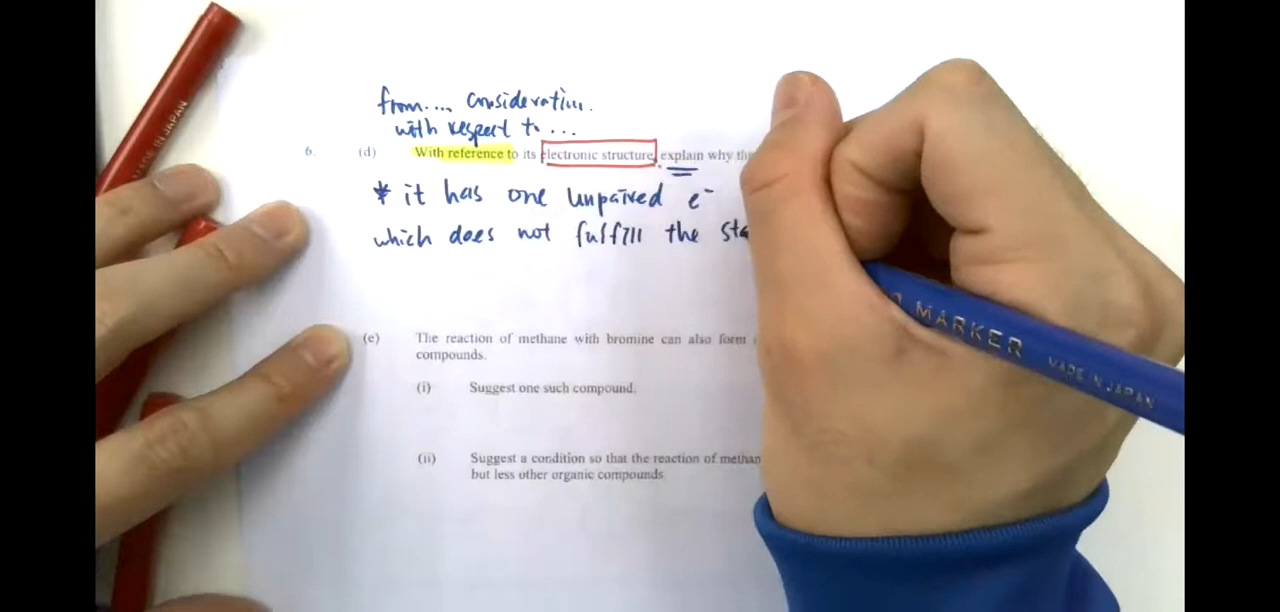 from.... consideration.
with respect to ...
6. (d) With reference to its electronic structure, explain why
* it has one unpaired e⁻
which does not fulfill the
(e) The reaction of methane with bromine can also form
compounds.
(i) Suggest one such compound.
(ii) Suggest a condition so that the reaction of
but less other organic compounds
MARKER MADE IN JAPAN
MADE IN JAPAN